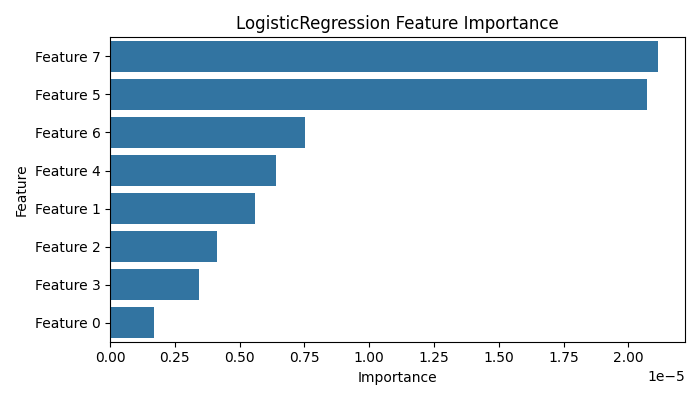 LogisticRegression Feature Importance
Feature
Feature 7
Feature 5
Feature 6
Feature 4
Feature 1
Feature 2
Feature 3
Feature 0
0.00 0.25 0.50 0.75 1.00 1.25 1.50 1.75 2.00
1e−5
Importance